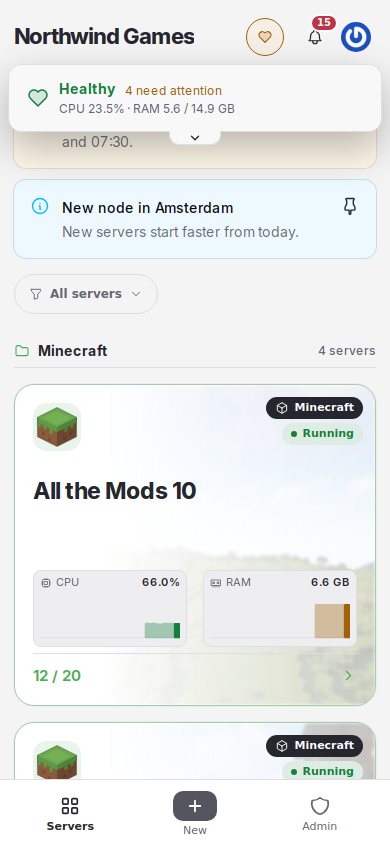 Northwind Games
15
Healthy 4 need attention
CPU 23.5% · RAM 5.6 / 14.9 GB
and 07:30.
New node in Amsterdam
New servers start faster from today.
All servers
Minecraft 4 servers
Minecraft
Running
All the Mods 10
CPU 66.0% RAM 6.6 GB
12 / 20
Minecraft
Running
Servers New Admin